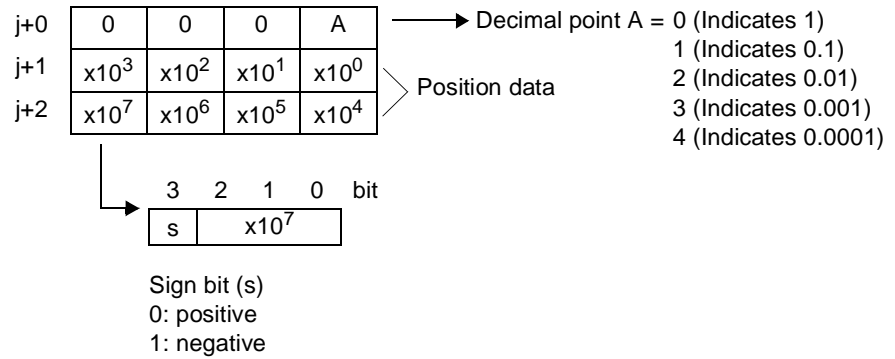 j+0 0 0 0 A Decimal point A = 0 (Indicates 1)
1 (Indicates 0.1)
j+1 x10³ x10² x10¹ x10⁰ Position data
2 (Indicates 0.01)
j+2 x10⁷ x10⁶ x10⁵ x10⁴
3 (Indicates 0.001)
4 (Indicates 0.0001)
3 2 1 0 bit
s x10⁷
Sign bit (s)
0: positive
1: negative